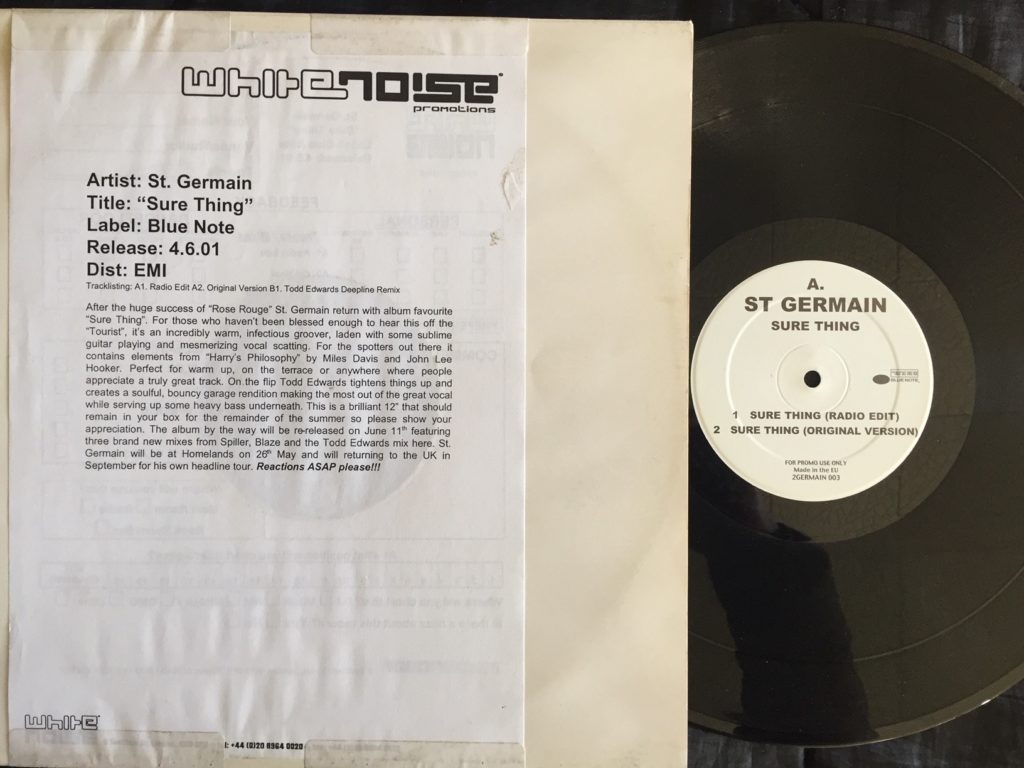 whitenoise
promotions
Artist: St. Germain
Title: “Sure Thing”
Label: Blue Note
Release: 4.6.01
Dist: EMI
Tracklisting: A1. Radio Edit A2. Original Version B1. Todd Edwards Deepline Remix
After the huge success of “Rose Rouge” St. Germain return with album favourite
“Sure Thing”. For those who haven’t been blessed enough to hear this off the
“Tourist”, it’s an incredibly warm, infectious groover, laden with some sublime
guitar playing and mesmerizing vocal scatting. For the spotters out there it
contains elements from “Harry’s Philosophy” by Miles Davis and John Lee
Hooker. Perfect for warm up, on the terrace or anywhere where people
appreciate a truly great track. On the flip Todd Edwards tightens things up and
creates a soulful, bouncy garage rendition making the most out of the great vocal
while serving up some heavy bass underneath. This is a brilliant 12” that should
remain in your box for the remainder of the summer so please show your
appreciation. The album by the way will be re-released on June 11th featuring
three brand new mixes from Spiller, Blaze and the Todd Edwards mix here. St.
Germain will be at Homelands on 26th May and will returning to the UK in
September for his own headline tour. Reactions ASAP please!!!
white
t: +44 (0)20 8964 0020
A.
ST GERMAIN
SURE THING
BLUE NOTE
1 SURE THING (RADIO EDIT)
2 SURE THING (ORIGINAL VERSION)
FOR PROMO USE ONLY
Made in the EU
2GERMAIN 003